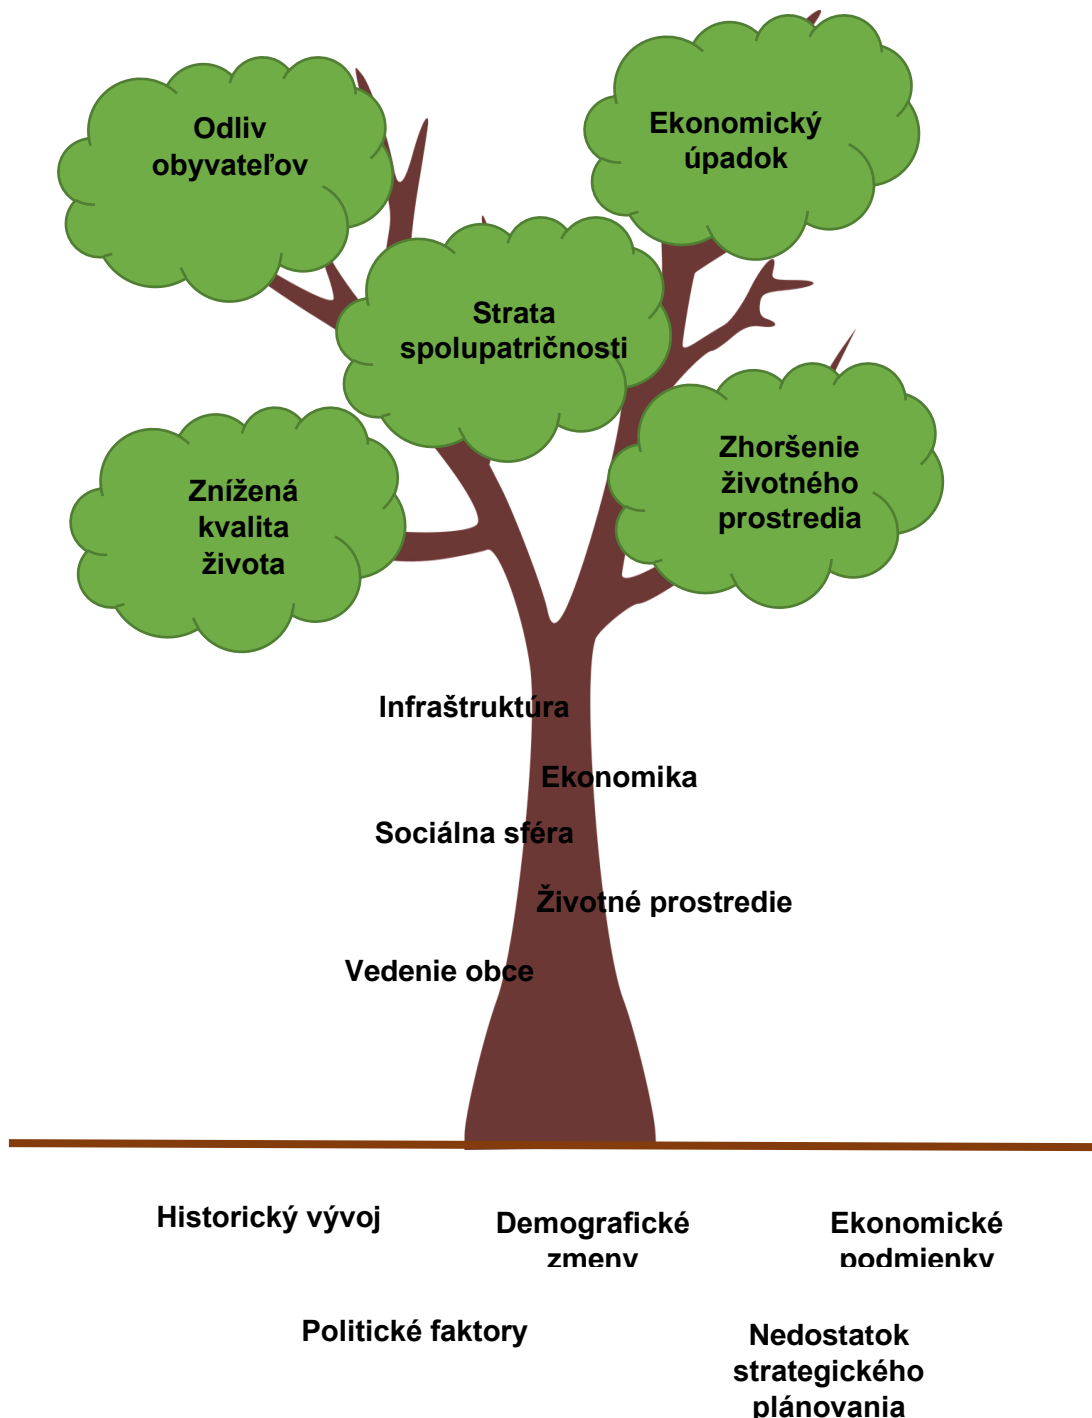 Odliv
obyvateľov
Ekonomický
úpadok
Strata
spolupatričnosti
Znížená
kvalita
života
Zhoršenie
životného
prostredia
Infraštruktúra
Ekonomika
Sociálna sféra
Životné prostredie
Vedenie obce
Historický vývoj
Demografické
zmeny
Ekonomické
podmienky
Politické faktory
Nedostatok
strategického
plánovania